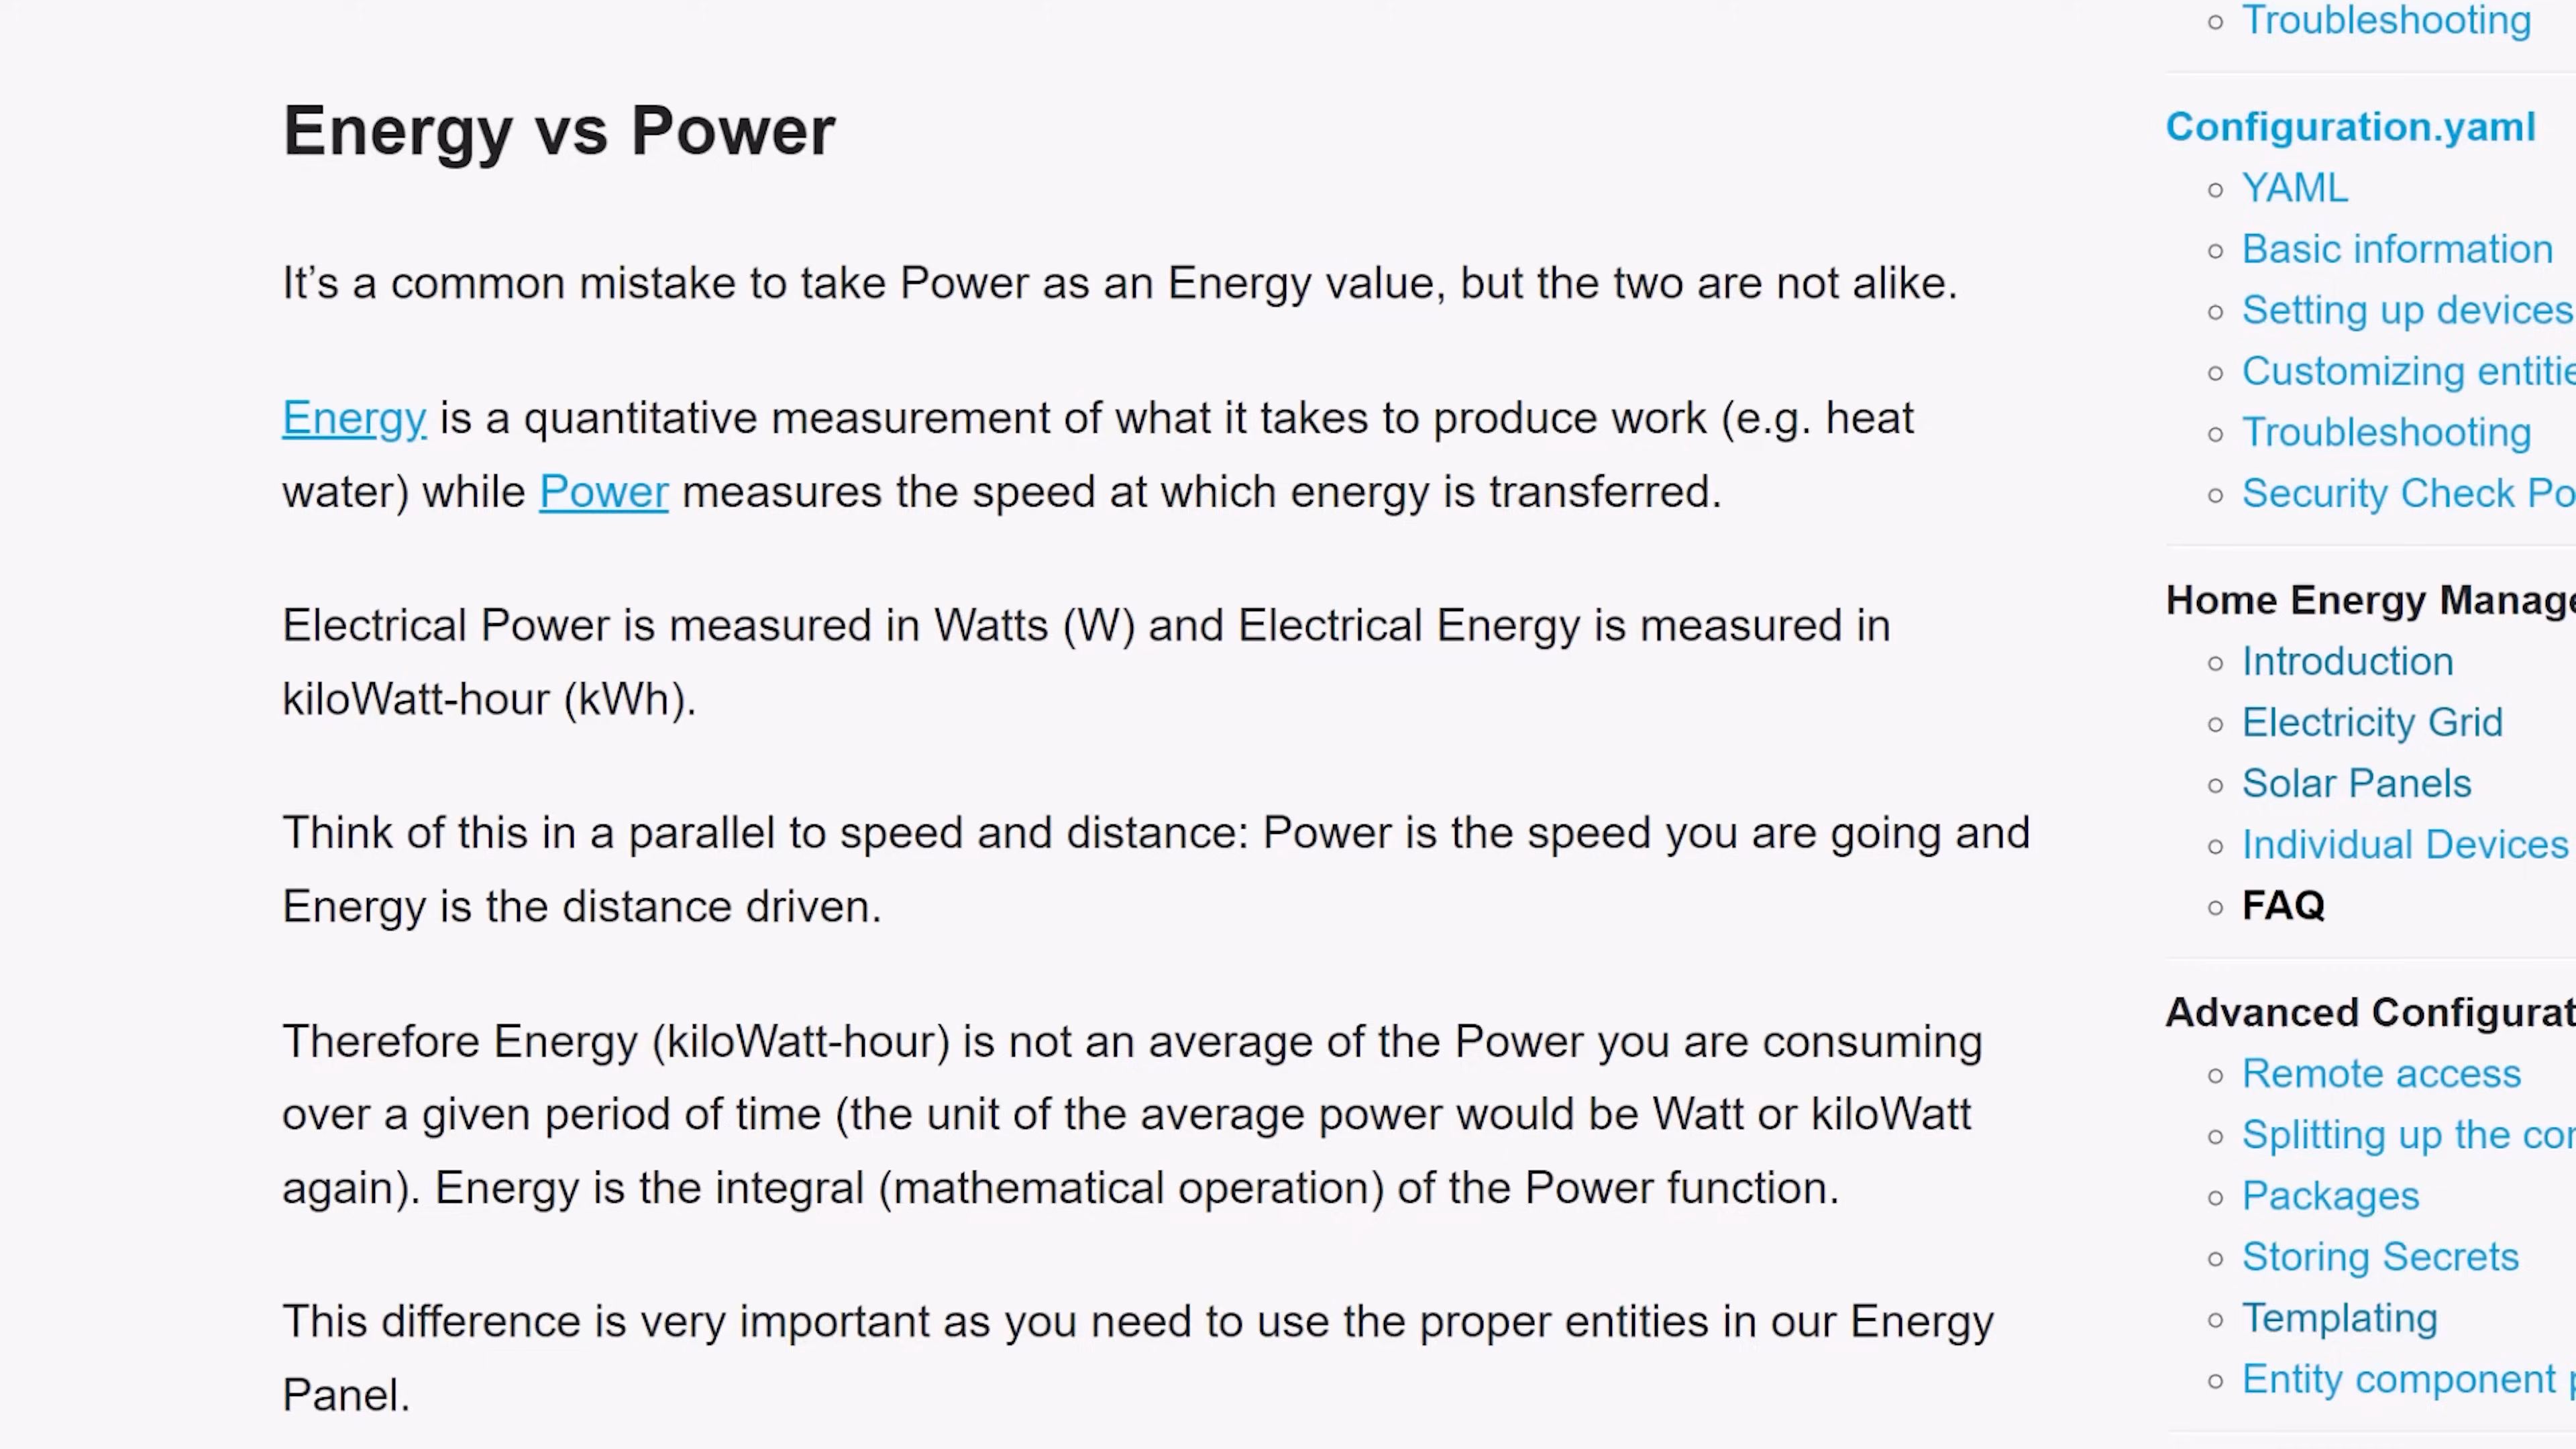 Energy vs Power
It’s a common mistake to take Power as an Energy value, but the two are not alike.
Energy is a quantitative measurement of what it takes to produce work (e.g. heat
water) while Power measures the speed at which energy is transferred.
Electrical Power is measured in Watts (W) and Electrical Energy is measured in
kiloWatt-hour (kWh).
Think of this in a parallel to speed and distance: Power is the speed you are going and
Energy is the distance driven.
Therefore Energy (kiloWatt-hour) is not an average of the Power you are consuming
over a given period of time (the unit of the average power would be Watt or kiloWatt
again). Energy is the integral (mathematical operation) of the Power function.
This difference is very important as you need to use the proper entities in our Energy
Panel.
Troubleshooting
Configuration.yaml
YAML
Basic information
Setting up devices
Customizing entitie
Troubleshooting
Security Check Po
Home Energy Manage
Introduction
Electricity Grid
Solar Panels
Individual Devices
FAQ
Advanced Configurat
Remote access
Splitting up the con
Packages
Storing Secrets
Templating
Entity component p